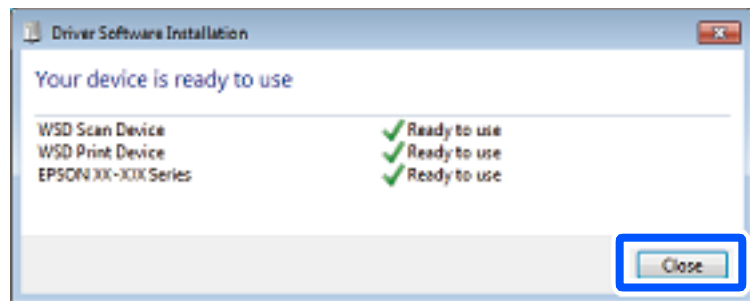 Driver Software Installation
Your device is ready to use
WSD Scan Device Ready to use
WSD Print Device Ready to use
EPSON XX-XXX Series Ready to use
Close